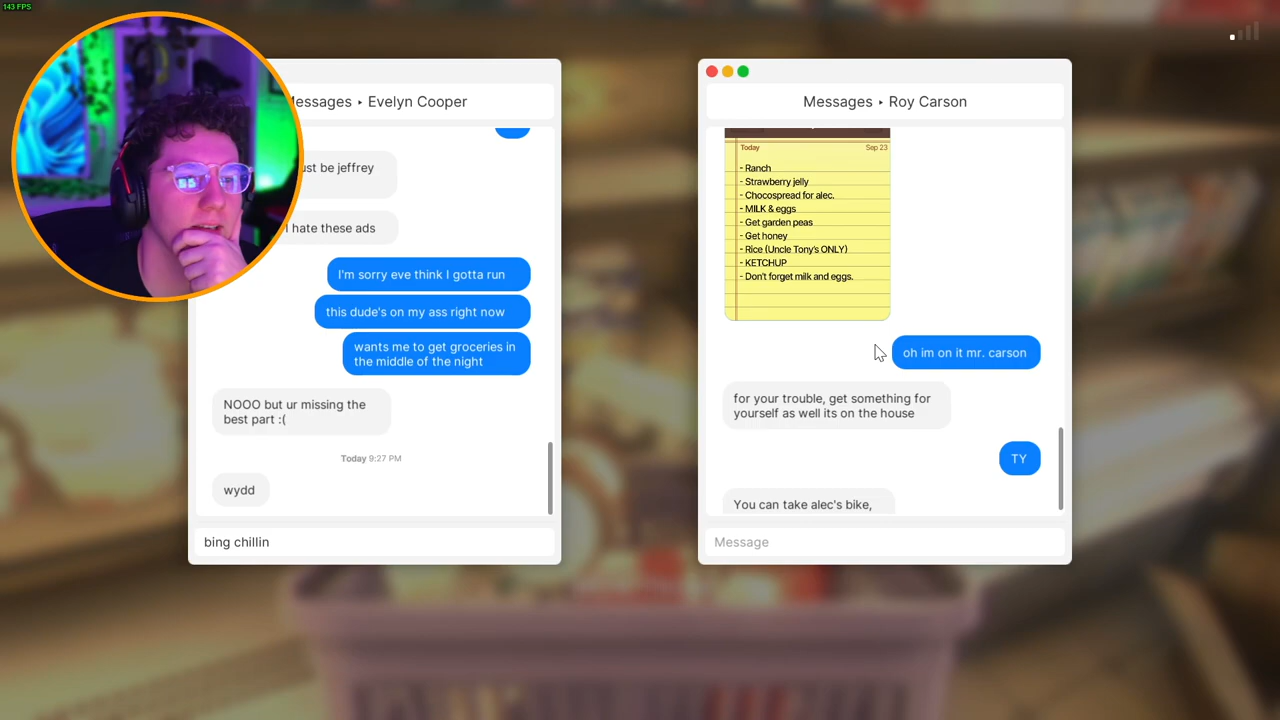 143 FPS
Messages ▸ Evelyn Cooper
ust be jeffrey
I hate these ads
I'm sorry eve think I gotta run
this dude's on my ass right now
wants me to get groceries in
the middle of the night
NOOO but ur missing the
best part :(
Today 9:27 PM
wydd
bing chillin
Messages ▸ Roy Carson
Today Sep 23
- Ranch
- Strawberry jelly
- Chocospread for alec.
- MILK & eggs
- Get garden peas
- Get honey
- Rice (Uncle Tony's ONLY)
- KETCHUP
- Don't forget milk and eggs.
oh im on it mr. carson
for your trouble, get something for
yourself as well its on the house
TY
You can take alec's bike,
Message